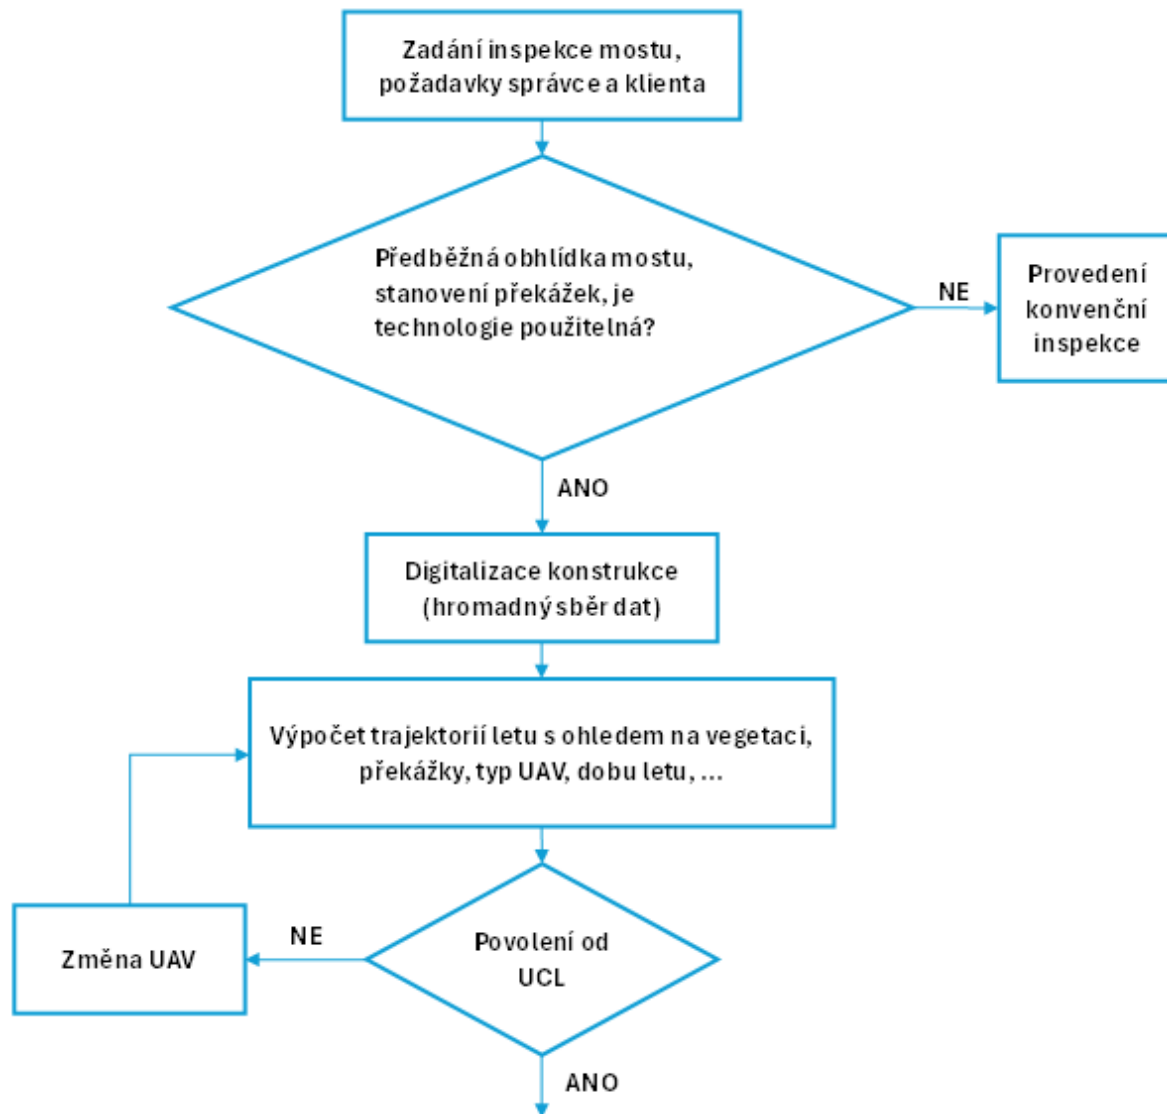 Zadání inspekce mostu,
požadavky správce a klienta
Předběžná obhlídka mostu,
stanovení překážek, je
technologie použitelná?
NE
Provedení
konvenční
inspekce
ANO
Digitalizace konstrukce
(hromadný sběr dat)
Výpočet trajektorií letu s ohledem na vegetaci,
překážky, typ UAV, dobu letu, ...
Změna UAV
NE
Povolení od
UCL
ANO